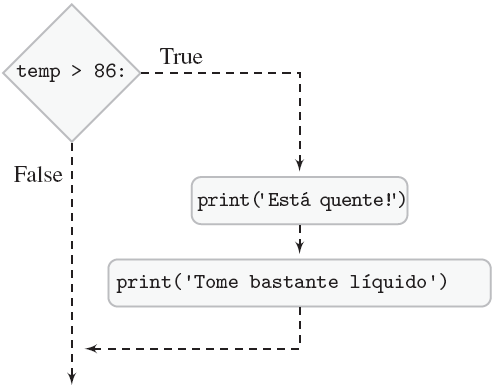 True
temp > 86:
False
print('Está quente!')
print('Tome bastante líquido')